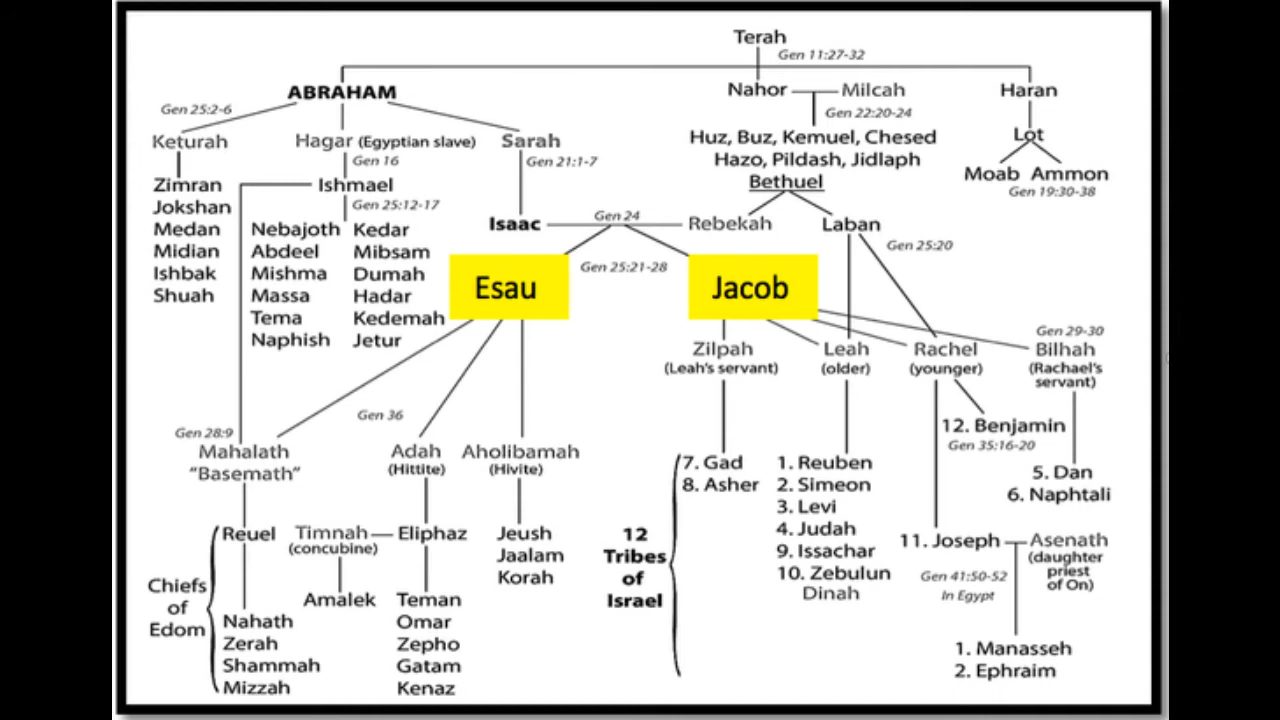 Terah
Gen 11:27-32
ABRAHAM
Nahor
Milcah
Haran
Gen 25:2-6
Gen 22:20-24
Keturah
Hagar (Egyptian slave)
Sarah
Huz, Buz, Kemuel, Chesed
Hazo, Pildash, Jidlaph
Bethuel
Lot
Gen 16
Gen 21:1-7
Moab Ammon
Gen 19:30-38
Zimran
Jokshan
Medan
Midian
Ishbak
Shuah
Ishmael
Gen 25:12-17
Nebajoth
Abdeel
Mishma
Massa
Tema
Naphish
Kedar
Mibsam
Dumah
Hadar
Kedemah
Jetur
Isaac
Gen 24
Rebekah
Laban
Gen 25:20
Gen 25:21-28
Esau
Jacob
Gen 29-30
Zilpah
(Leah's servant)
Leah
(older)
Rachel
(younger)
Bilhah
(Rachael's
servant)
Gen 36
Gen 28:9
Mahalath
"Basemath"
Adah
(Hittite)
Aholibamah
(Hivite)
12. Benjamin
Gen 35:16-20
5. Dan
6. Naphtali
7. Gad
8. Asher
1. Reuben
2. Simeon
3. Levi
4. Judah
9. Issachar
10. Zebulun
Dinah
12
Tribes
of
Israel
11. Joseph
Asenath
(daughter
priest
of On)
Gen 41:50-52
In Egypt
1. Manasseh
2. Ephraim
Chiefs
of
Edom
Reuel
Nahath
Zerah
Shammah
Mizzah
Timnah
(concubine)
Amalek
Eliphaz
Teman
Omar
Zepho
Gatam
Kenaz
Jeush
Jaalam
Korah